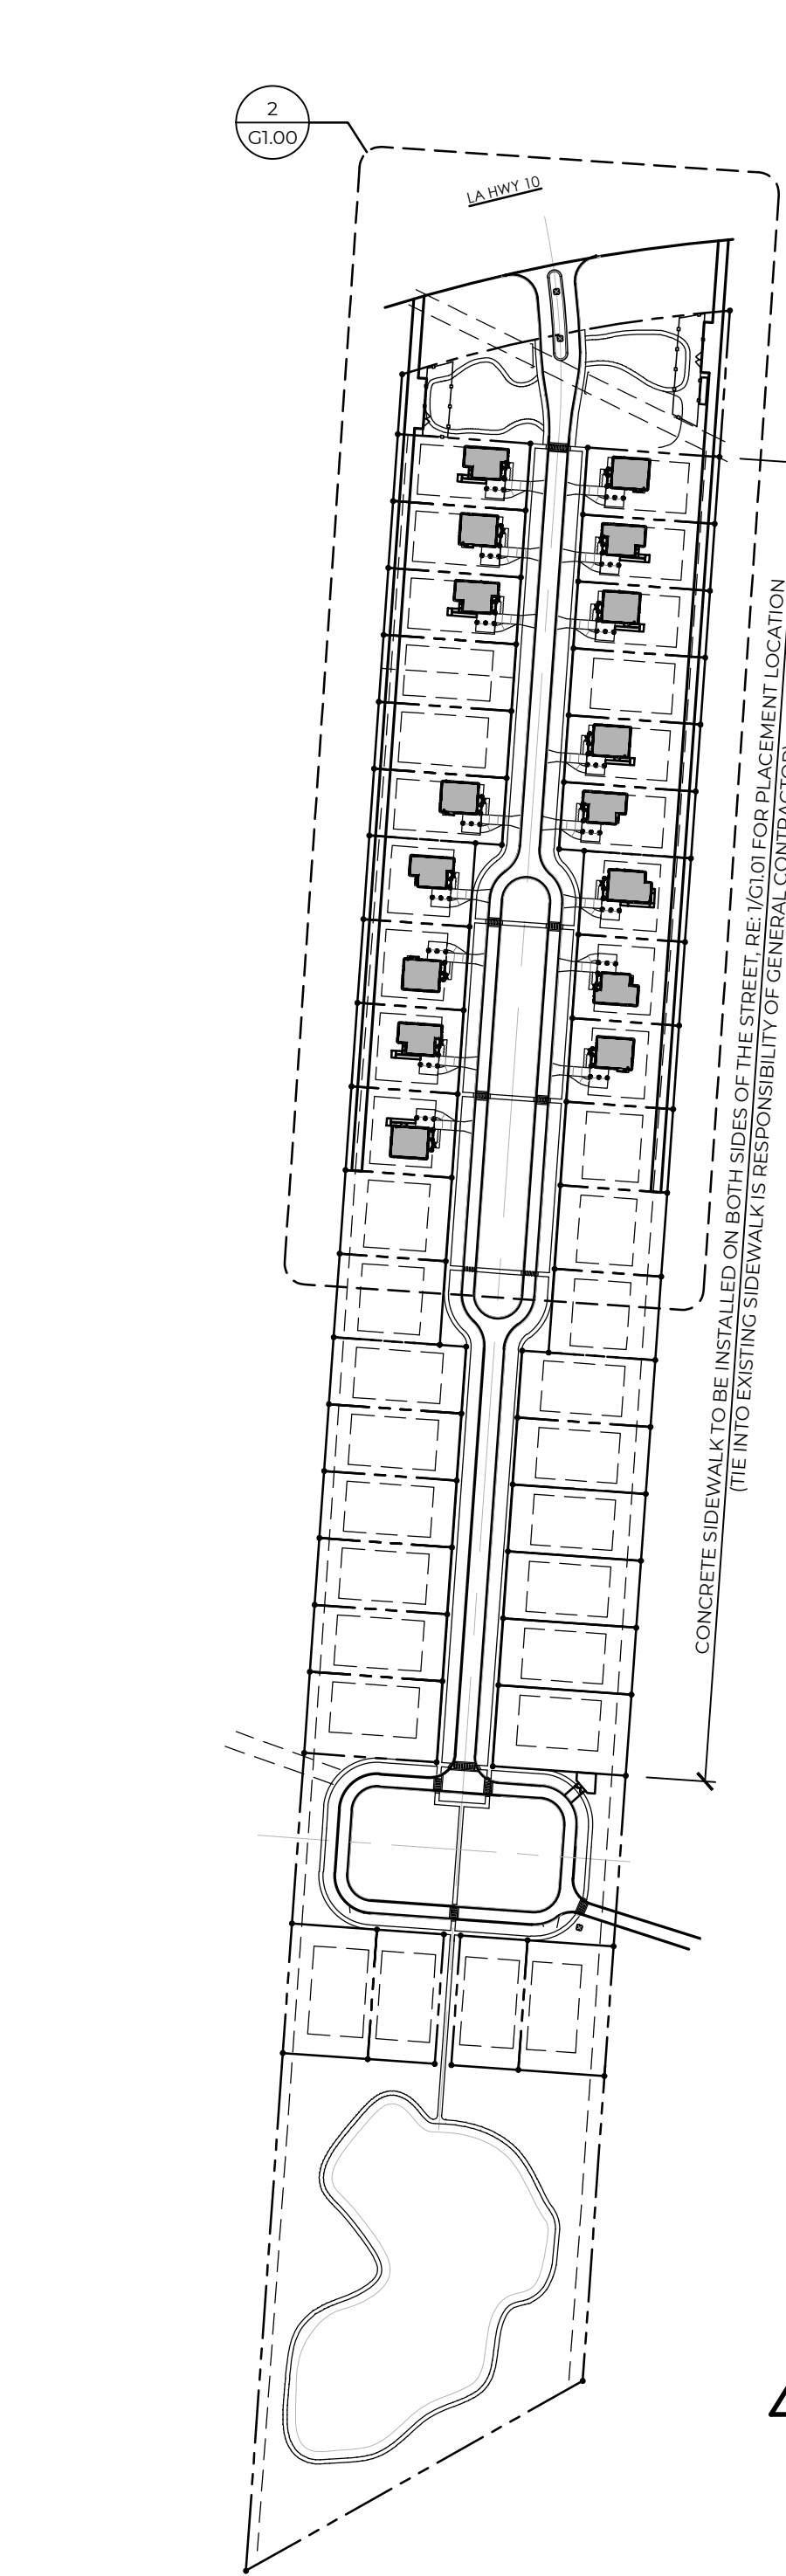 2
G1.00
LA HWY 10
CONCRETE SIDEWALK TO BE INSTALLED ON BOTH SIDES OF THE STREET, RE: 1/G1.01 FOR PLACEMENT LOCATION
(TIE INTO EXISTING SIDEWALK IS RESPONSIBILITY OF GENERAL CONTRACTOR)